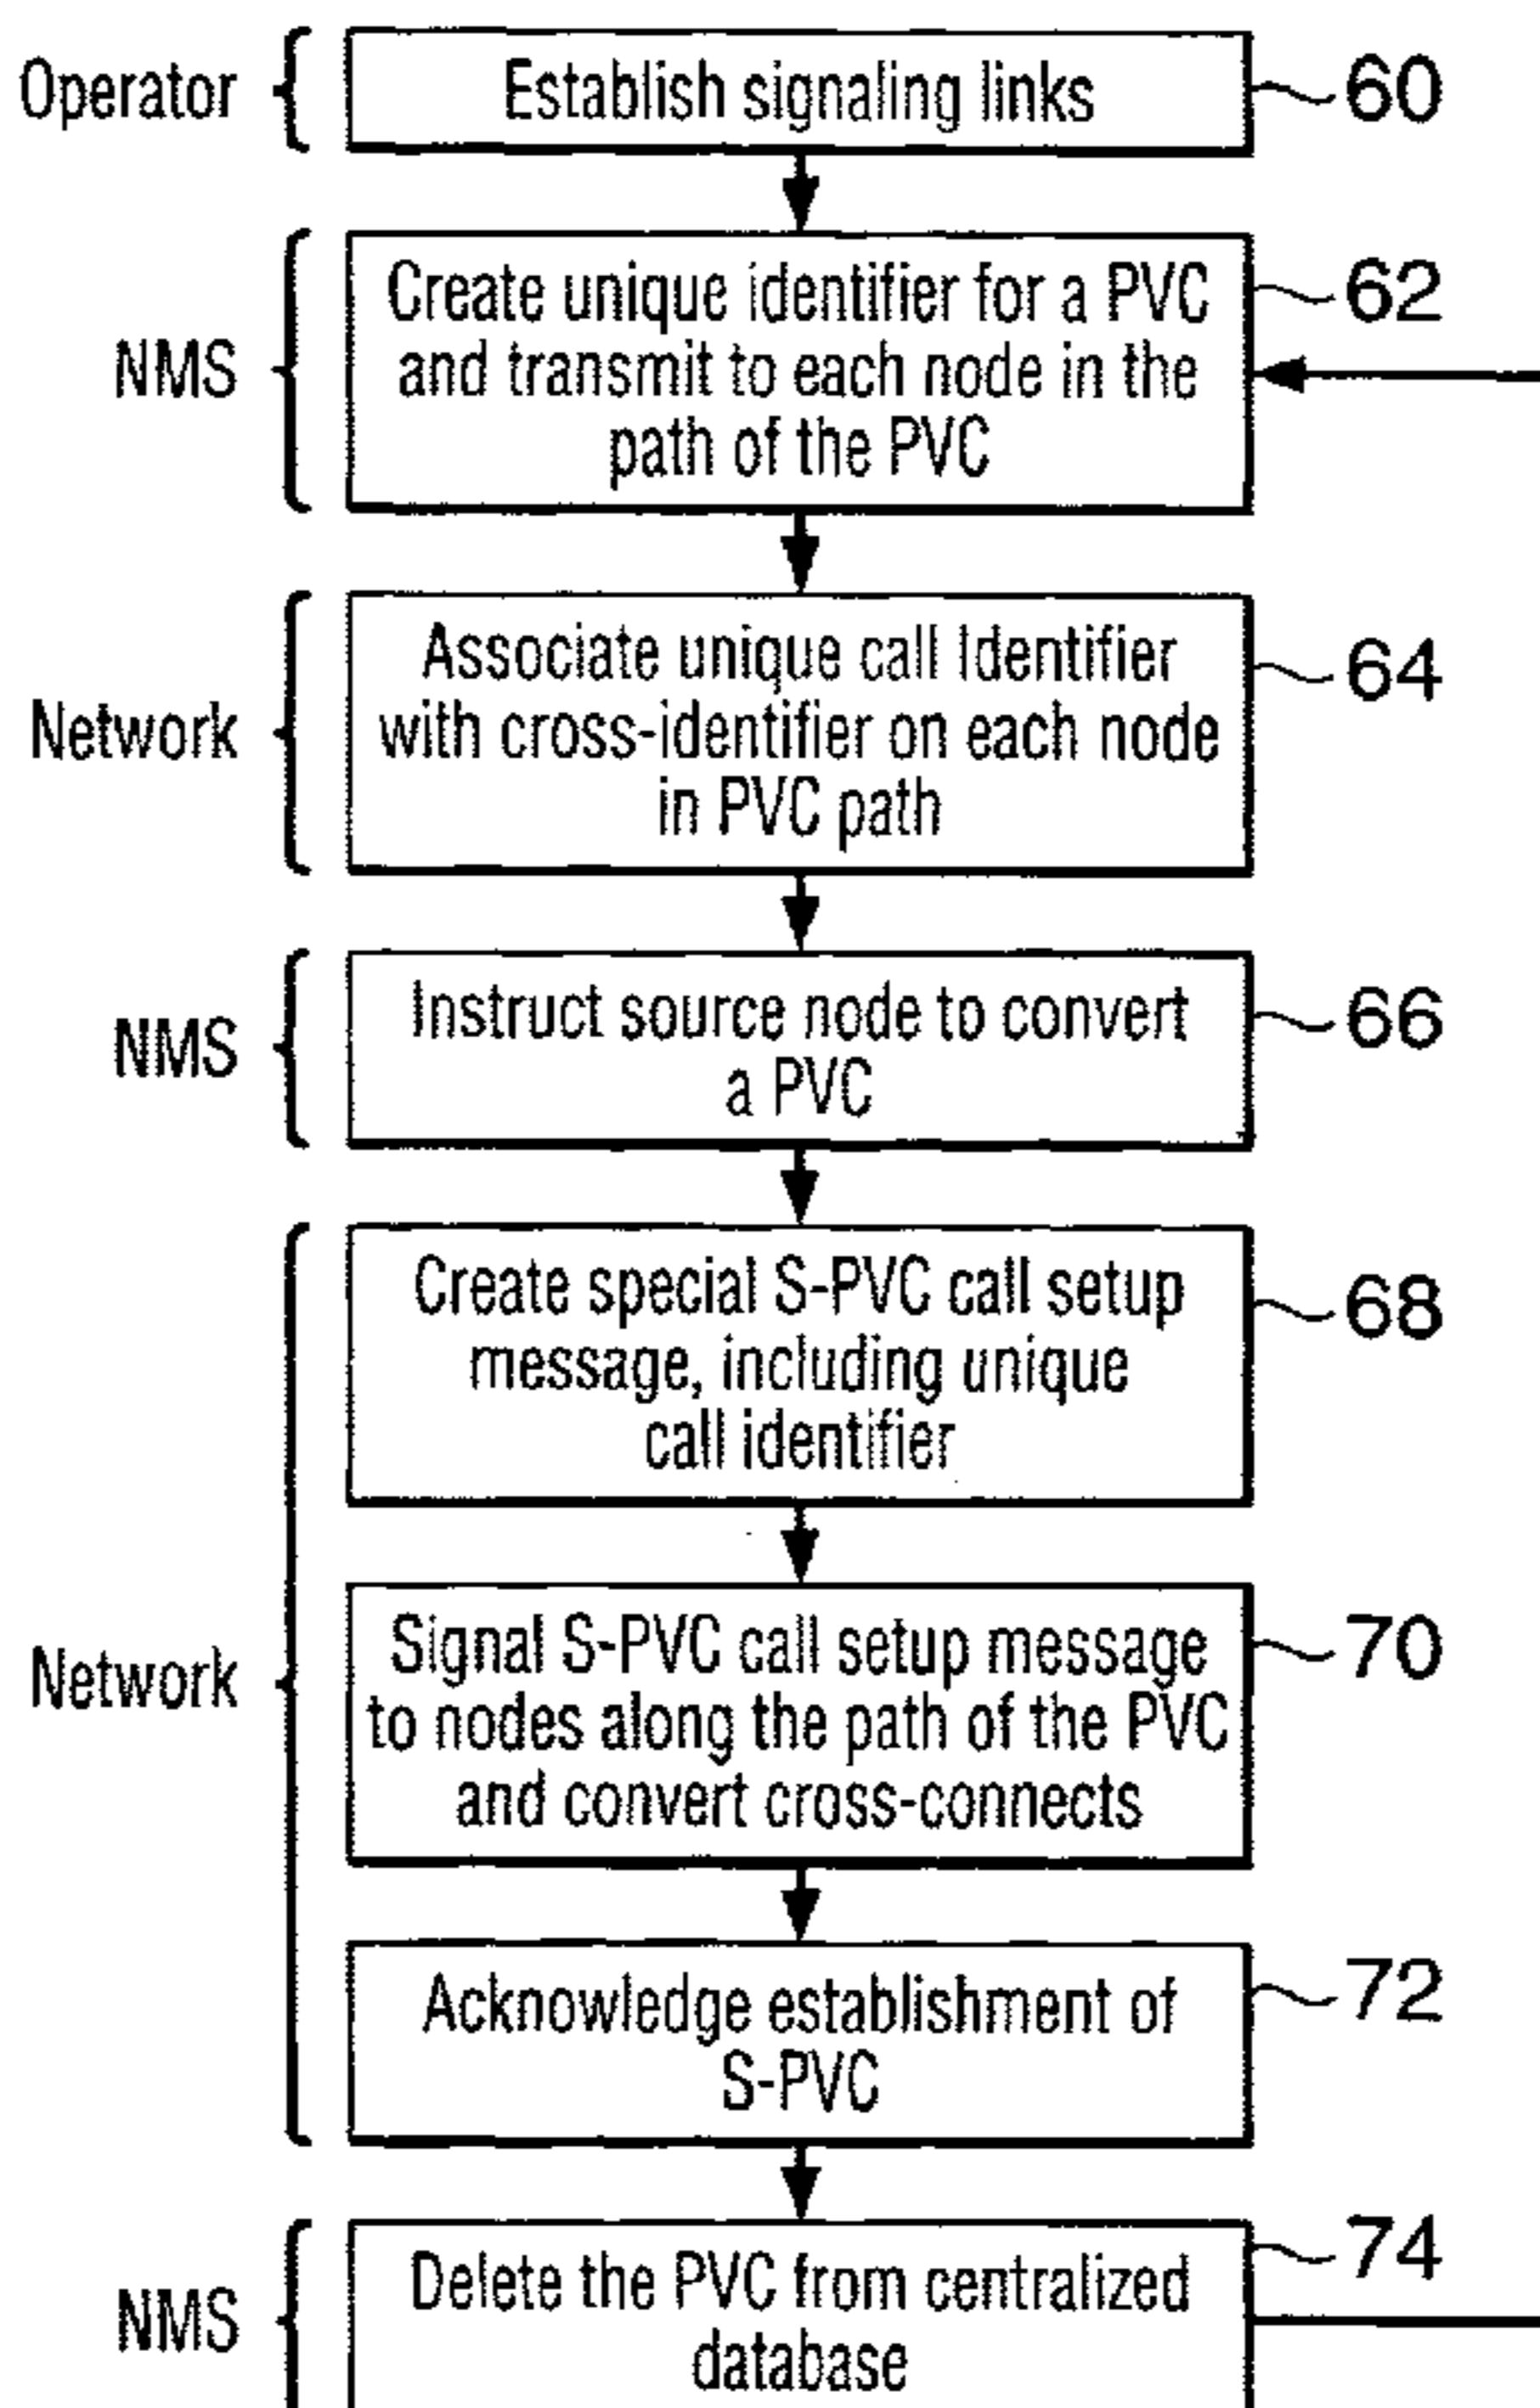 Operator
Establish signaling links
60
NMS
Create unique identifier for a PVC
and transmit to each node in the
path of the PVC
62
Network
Associate unique call Identifier
with cross-identifier on each node
in PVC path
64
NMS
Instruct source node to convert
a PVC
66
Network
Create special S-PVC call setup
message, including unique
call identifier
68
Signal S-PVC call setup message
to nodes along the path of the PVC
and convert cross-connects
70
Acknowledge establishment of
S-PVC
72
NMS
Delete the PVC from centralized
database
74